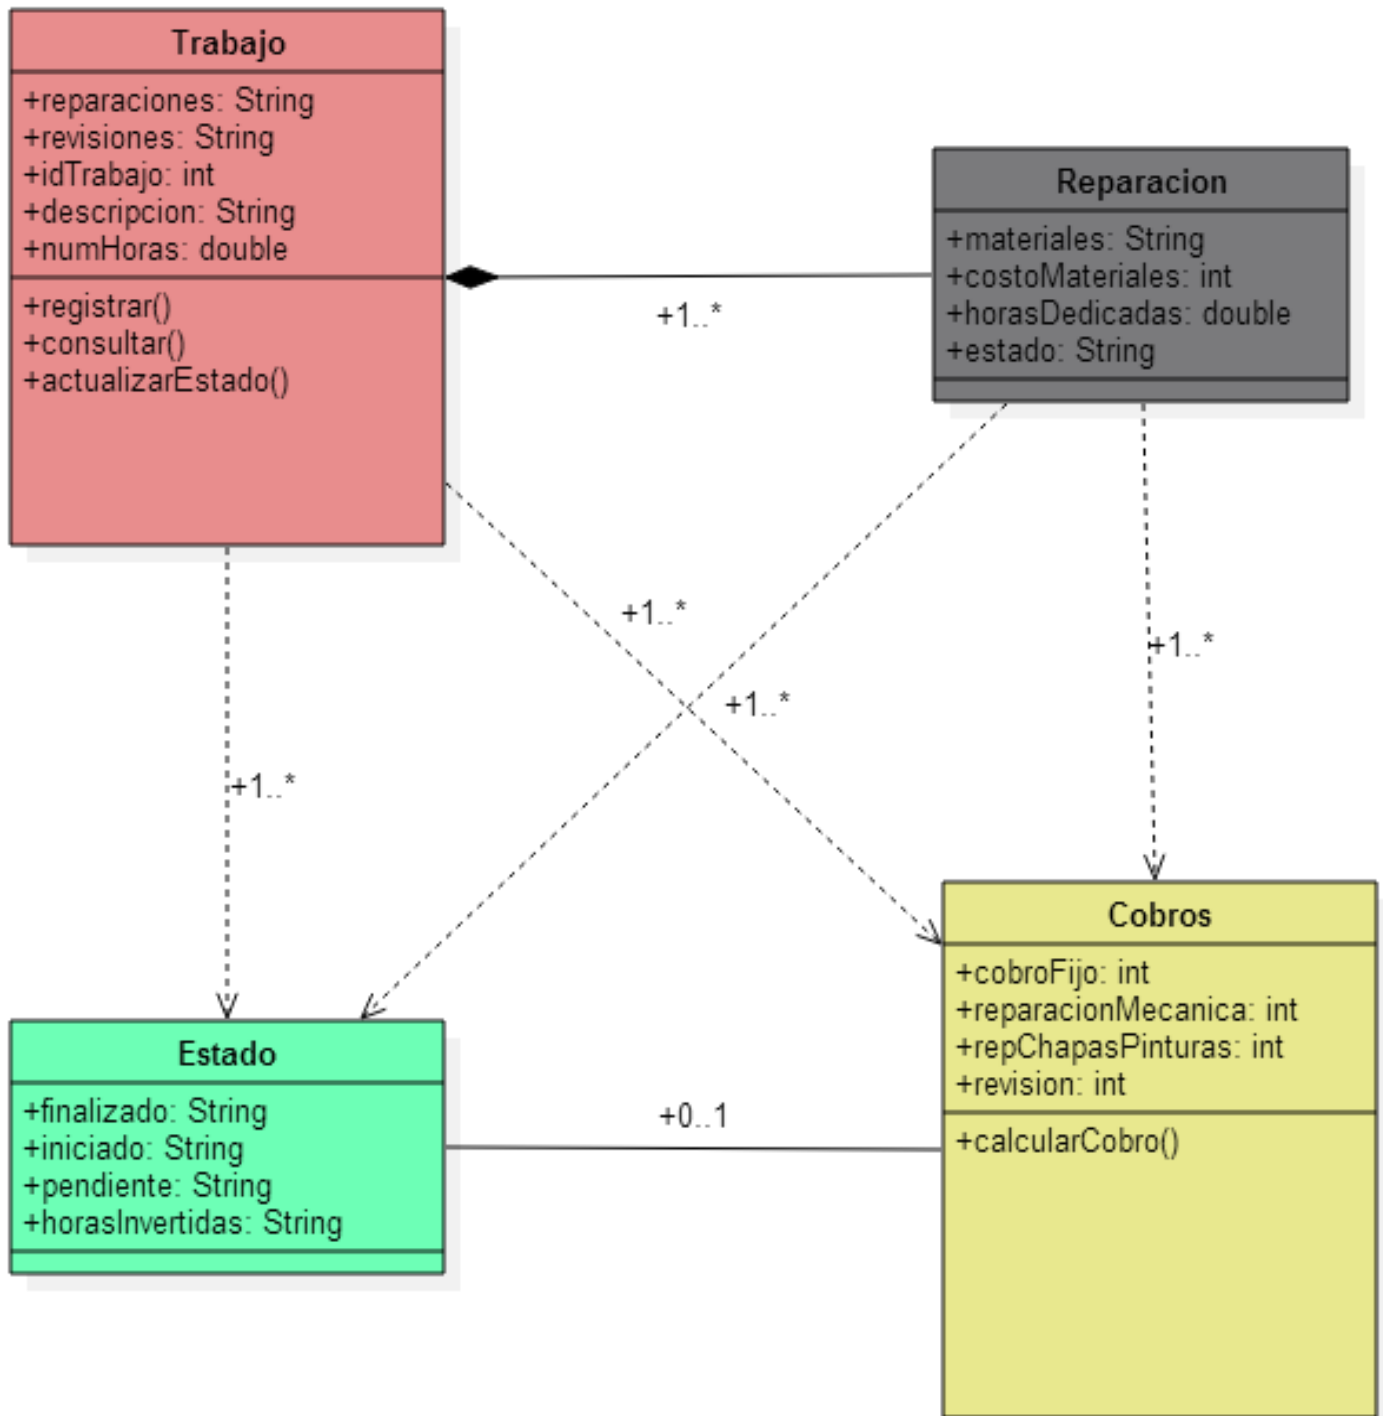 Trabajo
+reparaciones: String
+revisiones: String
+idTrabajo: int
+descripcion: String
+numHoras: double
+registrar()
+consultar()
+actualizarEstado()
+1..*
Reparacion
+materiales: String
+costoMateriales: int
+horasDedicadas: double
+estado: String
+1..*
+1..*
+1..*
+1..*
Estado
+finalizado: String
+iniciado: String
+pendiente: String
+horasInvertidas: String
+0..1
Cobros
+cobroFijo: int
+reparacionMecanica: int
+repChapasPinturas: int
+revision: int
+calcularCobro()